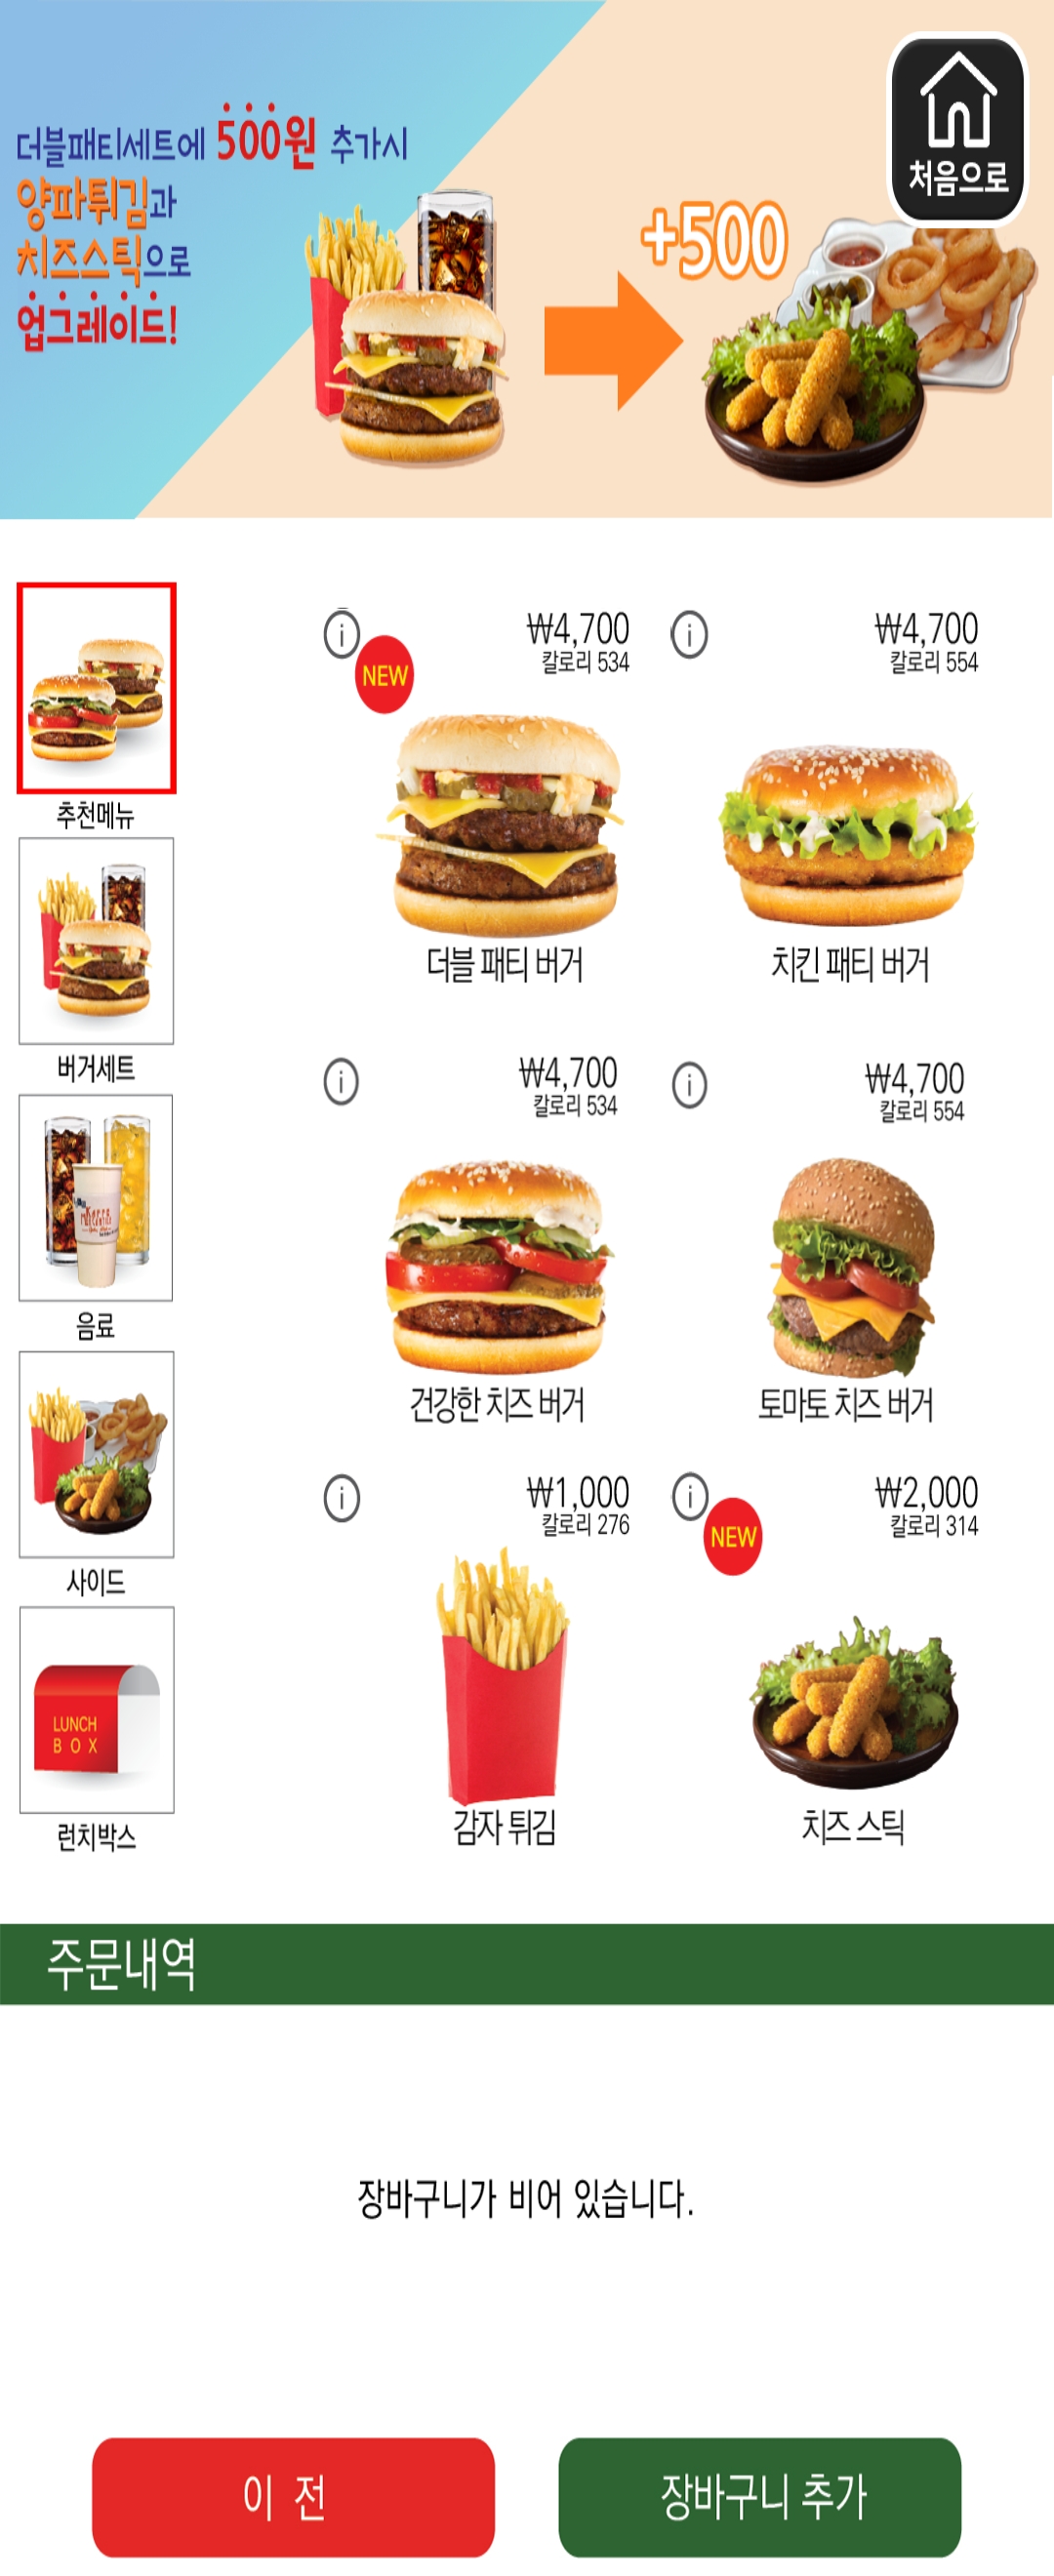 더블패티세트에 500원 추가시
양파튀김과
치즈스틱으로
업그레이드!
+500
처음으로
추천메뉴
버거세트
음료
사이드
LUNCH
BOX
런치박스
₩4,700
칼로리 534
NEW
더블 패티 버거
₩4,700
칼로리 554
치킨 패티 버거
₩4,700
칼로리 534
건강한 치즈 버거
₩4,700
칼로리 554
토마토 치즈 버거
₩1,000
칼로리 276
감자 튀김
₩2,000
칼로리 314
NEW
치즈 스틱
주문내역
장바구니가 비어 있습니다.
이 전
장바구니 추가